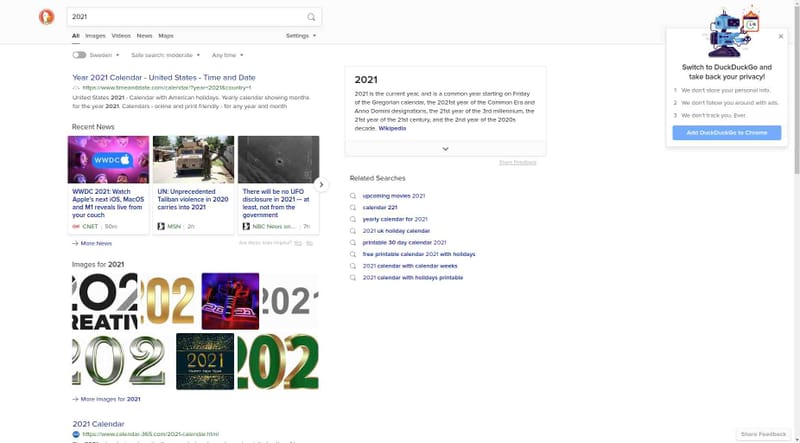 2021
All Images Videos News Maps Settings
Sweden Safe search: moderate Any time
Year 2021 Calendar - United States - Time and Date
https://www.timeanddate.com/calendar/?year=2021&country=1
United States 2021 - Calendar with American holidays. Yearly calendar showing months
for the year 2021. Calendars - online and print friendly - for any year and month
Recent News
WWDC
WWDC 2021: Watch
Apple's next iOS, MacOS
and M1 reveals live from
your couch
CNET | 50m
UN: Unprecedented
Taliban violence in 2020
carries into 2021
MSN | 2h
There will be no UFO
disclosure in 2021 — at
least, not from the
government
NBC News on... | 7h
More News
Are these links helpful? Yes No
Images for 2021
202
CREATIV
202
2021
2021
202
2021
HAPPY NEW YEAR
2021
More Images for 2021
2021 Calendar
https://www.calendar-365.com/2021-calendar.html
2021
2021 is the current year, and is a common year starting on Friday
of the Gregorian calendar, the 2021st year of the Common Era and
Anno Domini designations, the 21st year of the 3rd millennium, the
21st year of the 21st century, and the 2nd year of the 2020s
decade. Wikipedia
Share Feedback
Related Searches
upcoming movies 2021
calendar 221
yearly calendar for 2021
2021 uk holiday calendar
printable 30 day calendar 2021
free printable calendar 2021 with holidays
2021 calendar with calendar weeks
2021 calendar with holidays printable
Switch to DuckDuckGo and
take back your privacy!
1 We don't store your personal info.
2 We don't follow you around with ads.
3 We don't track you. Ever.
Add DuckDuckGo to Chrome
Share Feedback